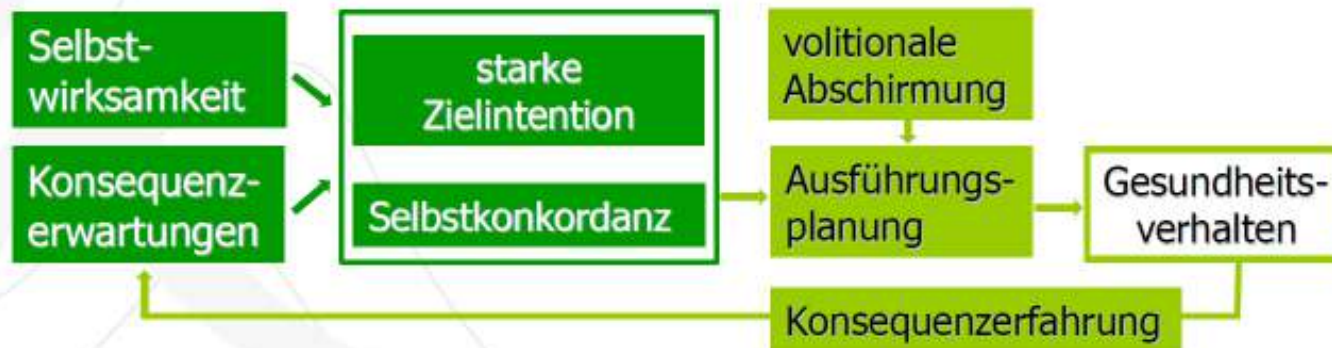 Selbst-
wirksamkeit
Konsequenz-
erwartungen
starke
Zielintention
Selbstkonkordanz
volitionale
Abschirmung
Ausführungs-
planung
Gesundheits-
verhalten
Konsequenzerfahrung